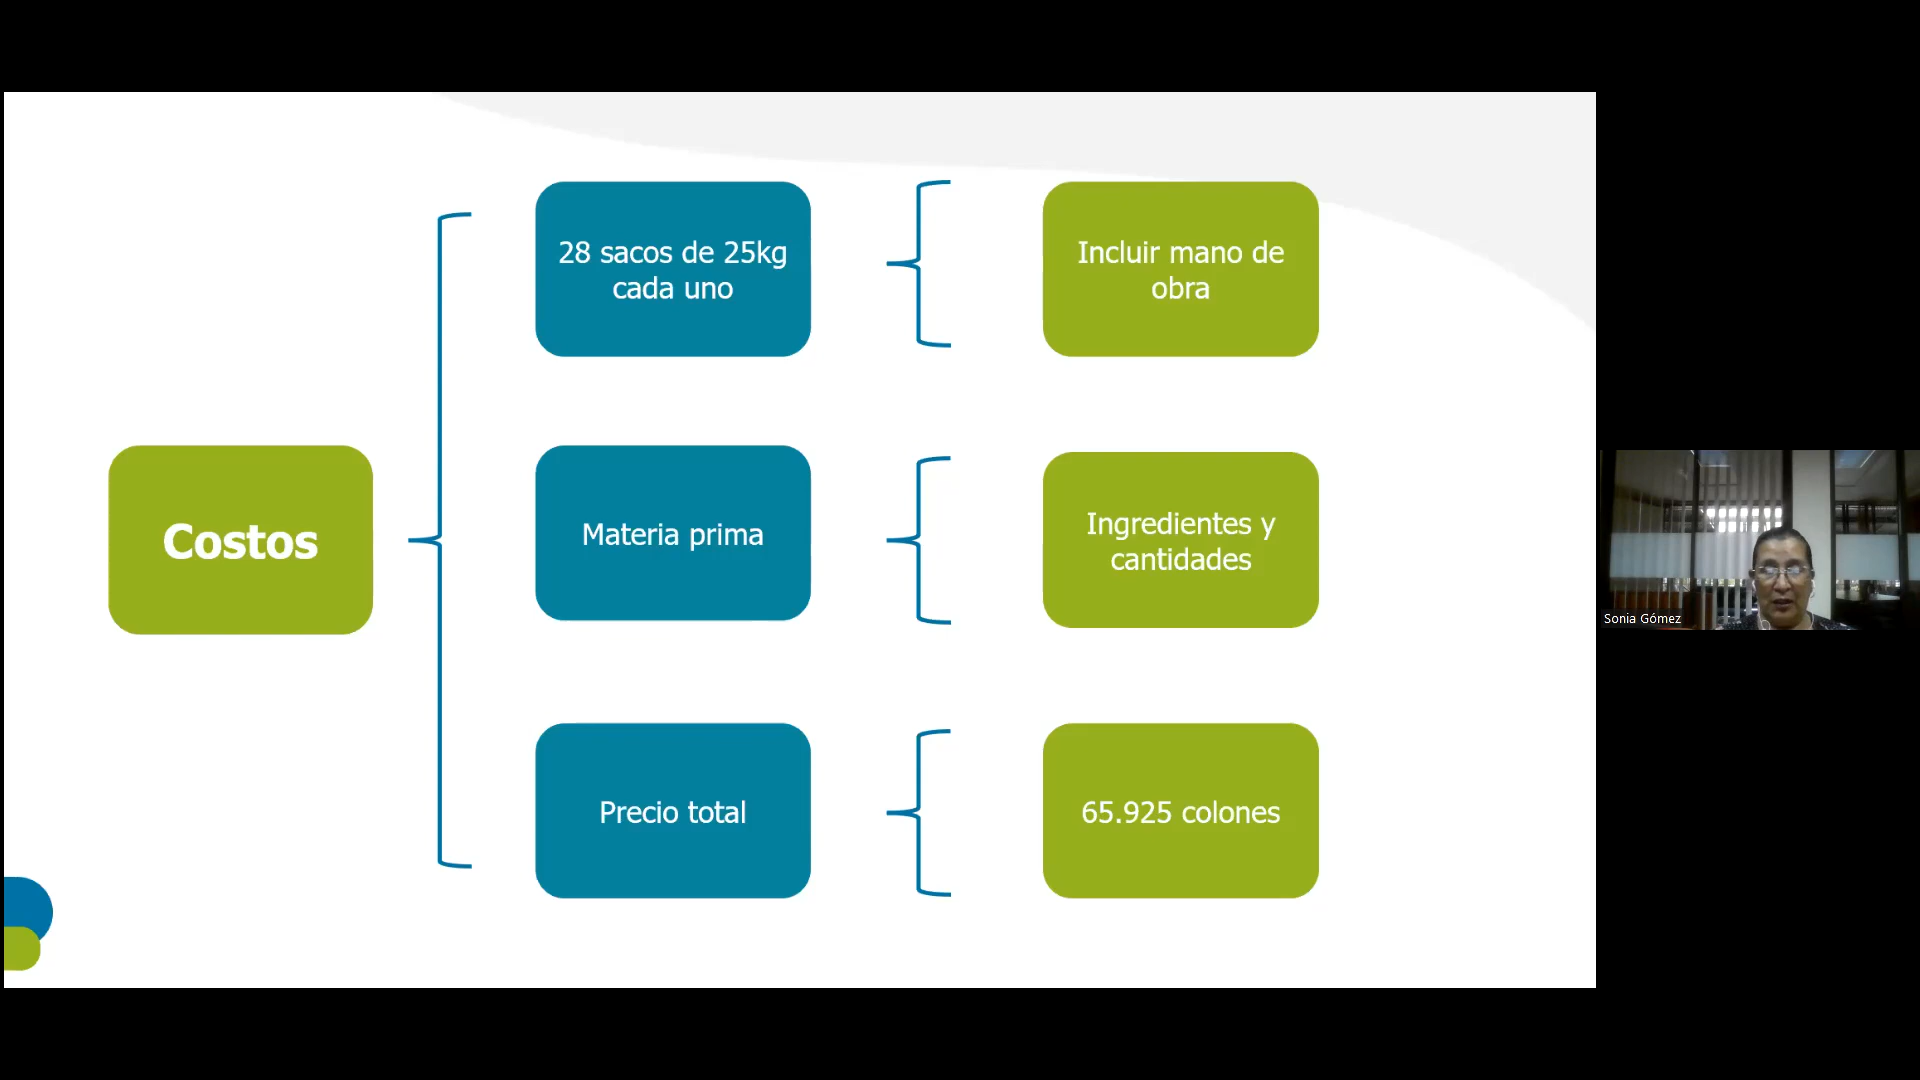 28 sacos de 25kg
cada uno
Incluir mano de
obra
Costos
Materia prima
Ingredientes y
cantidades
Precio total
65.925 colones
Sonia Gómez